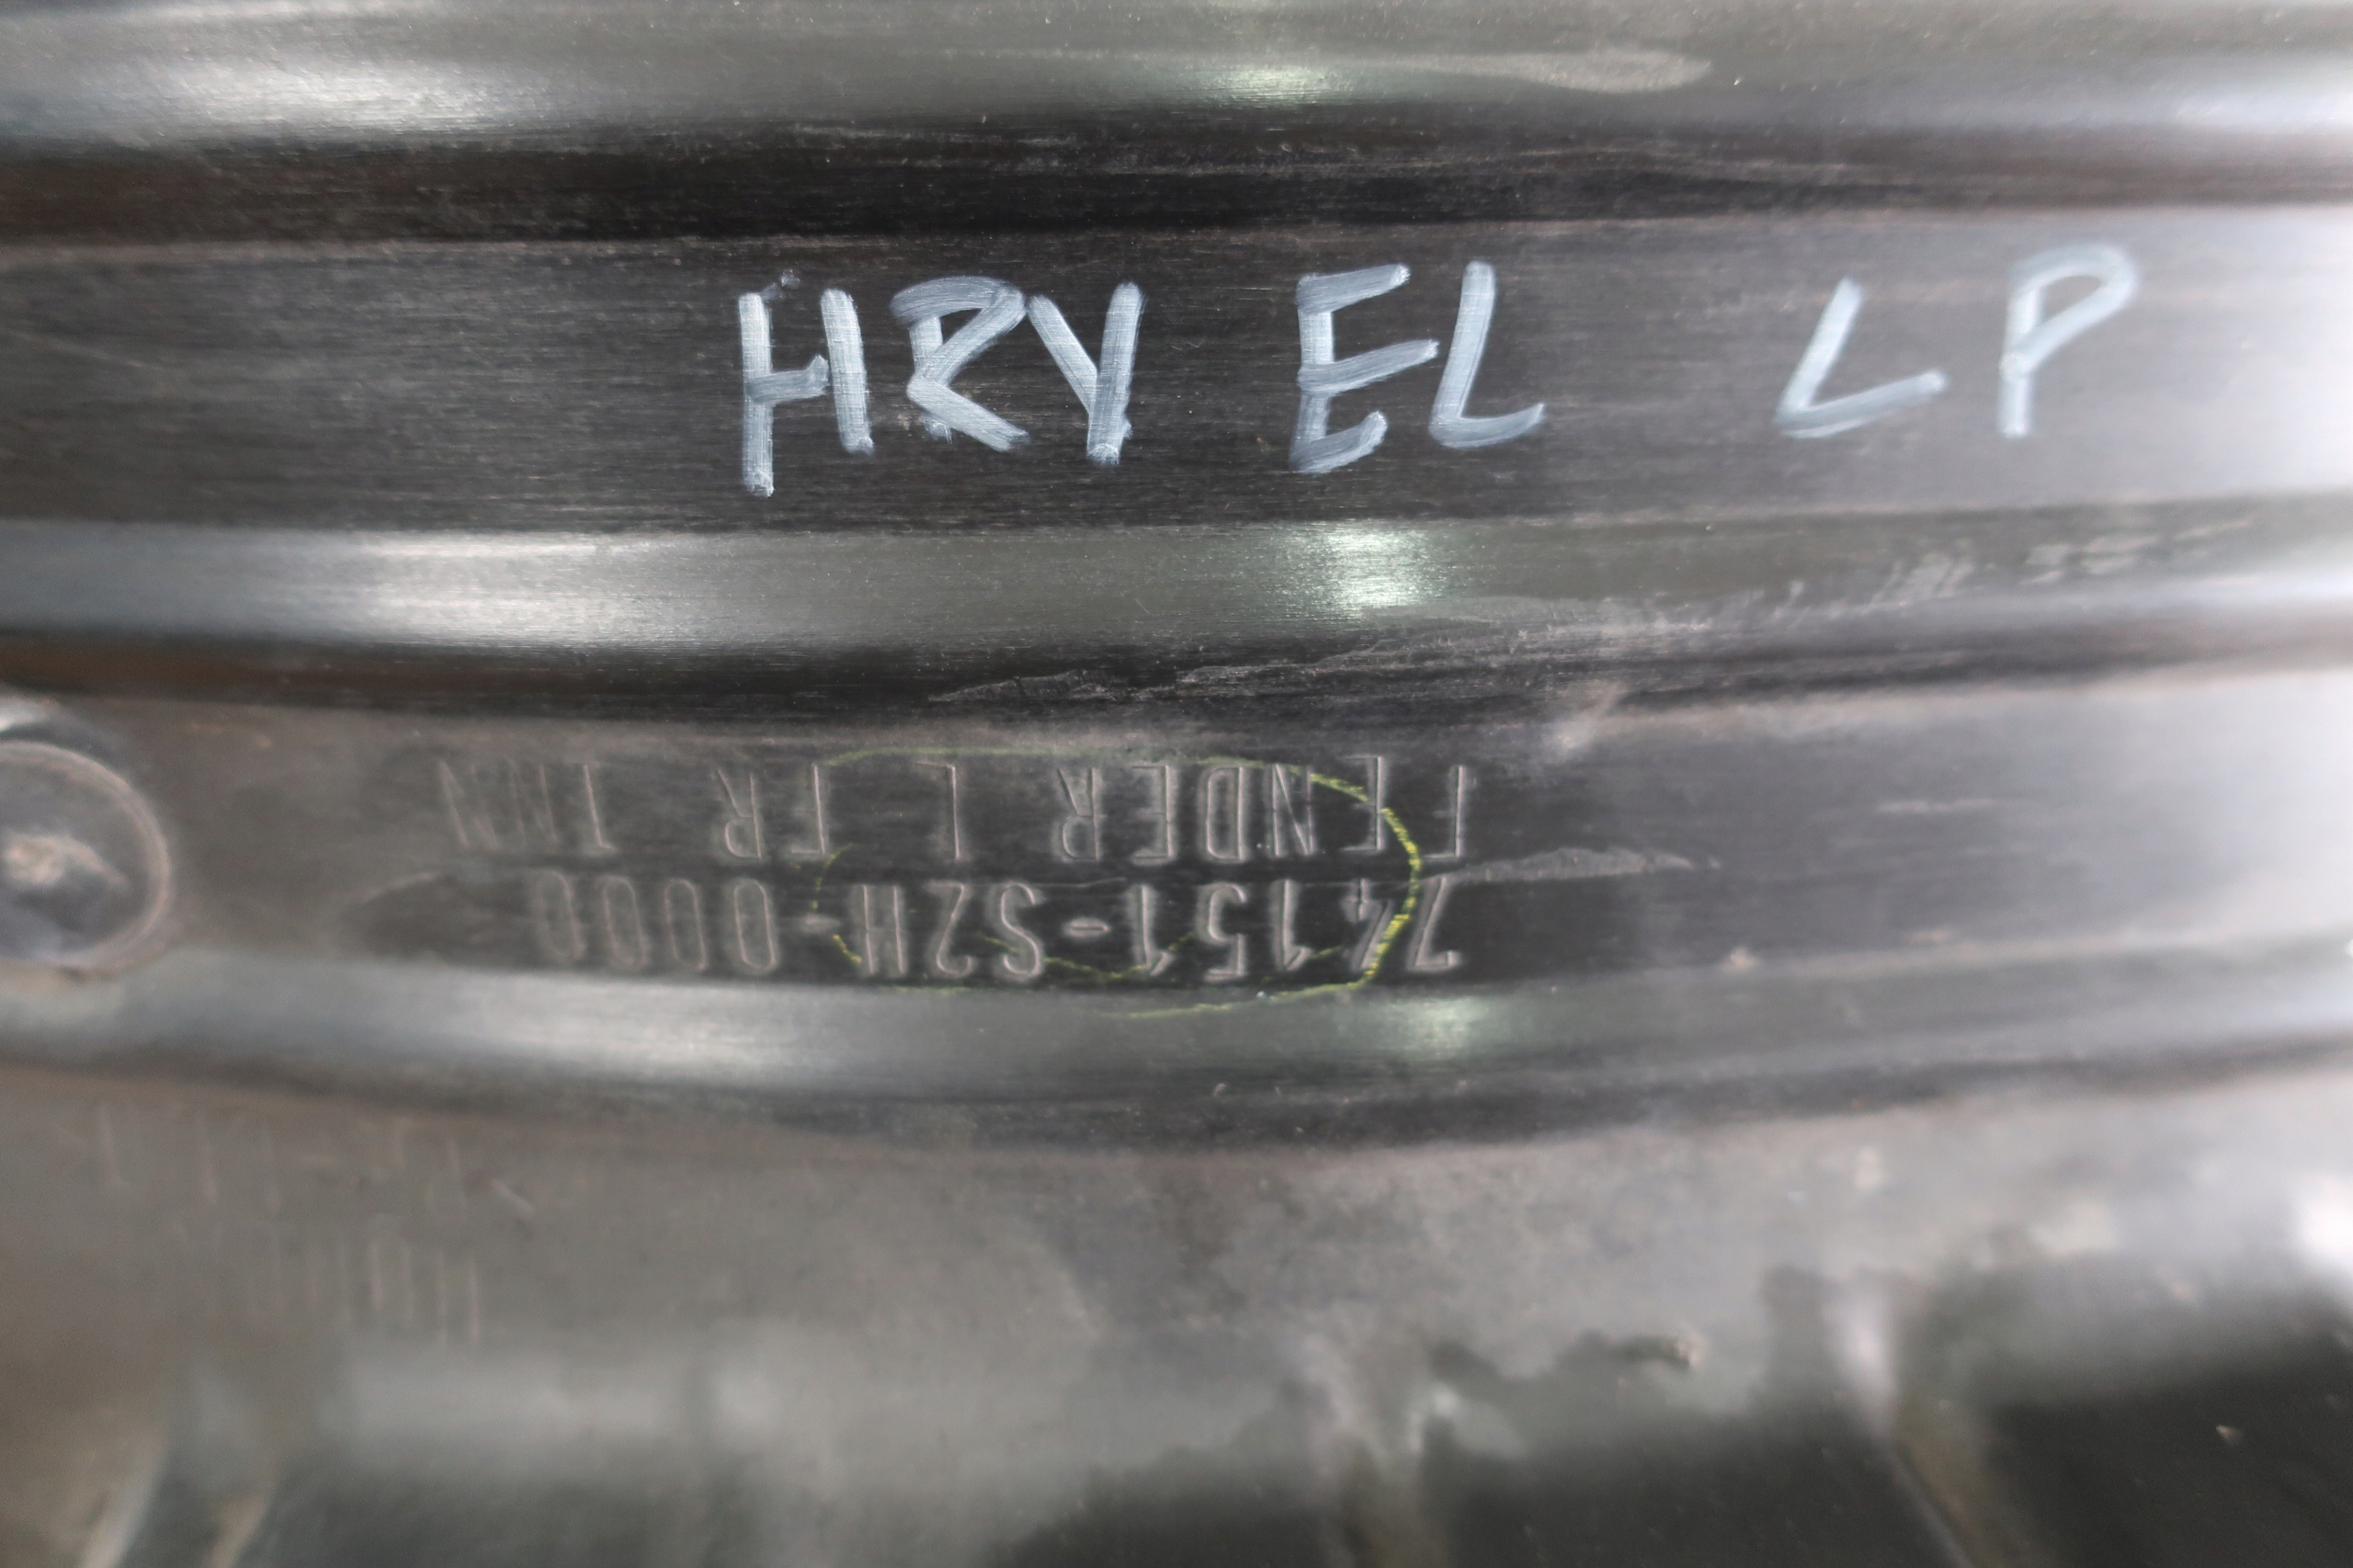 HRV EL LP
74151-S2H-0000
FENDER L FR INN